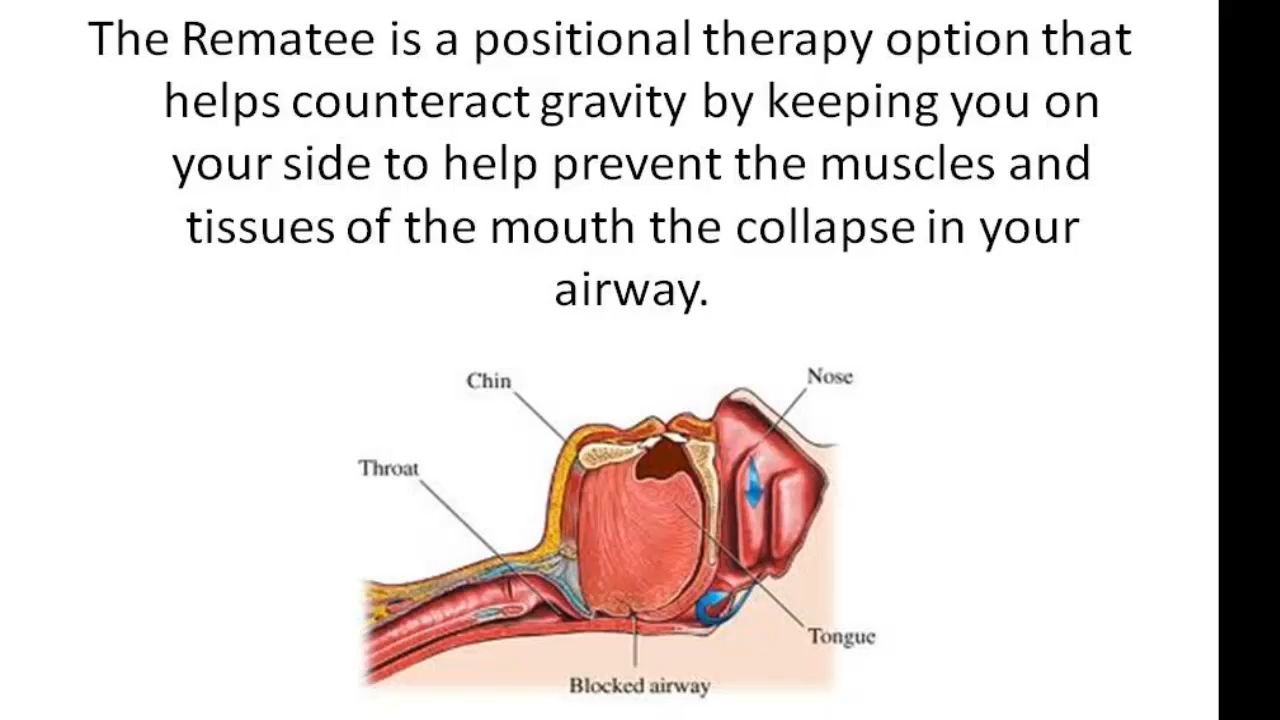 The Rematee is a positional therapy option that
helps counteract gravity by keeping you on
your side to help prevent the muscles and
tissues of the mouth the collapse in your
airway.
Chin
Nose
Throat
Tongue
Blocked airway